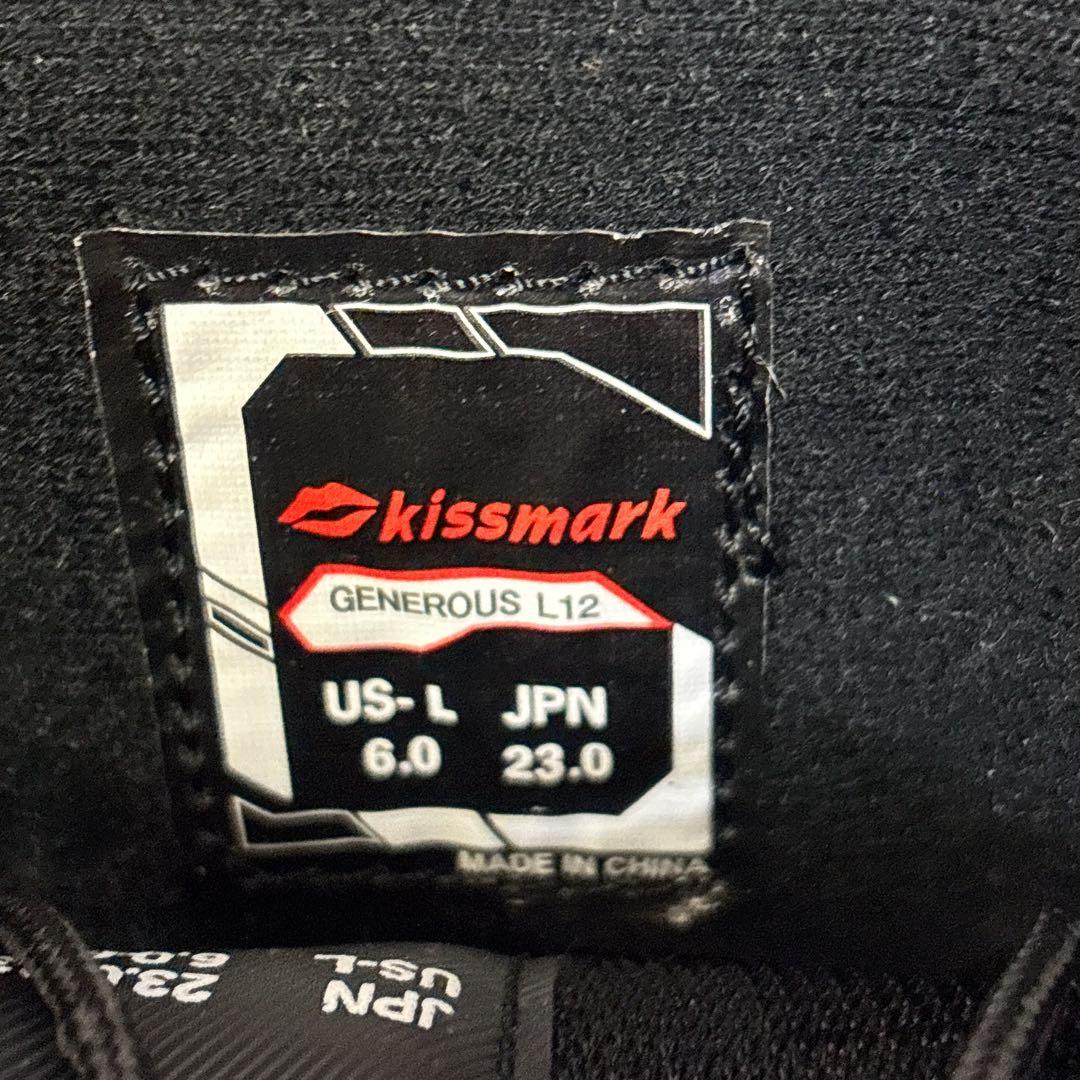 kissmark
GENEROUS L12
US-L JPN
6.0 23.0
MADE IN CHINA
JPN
US-L